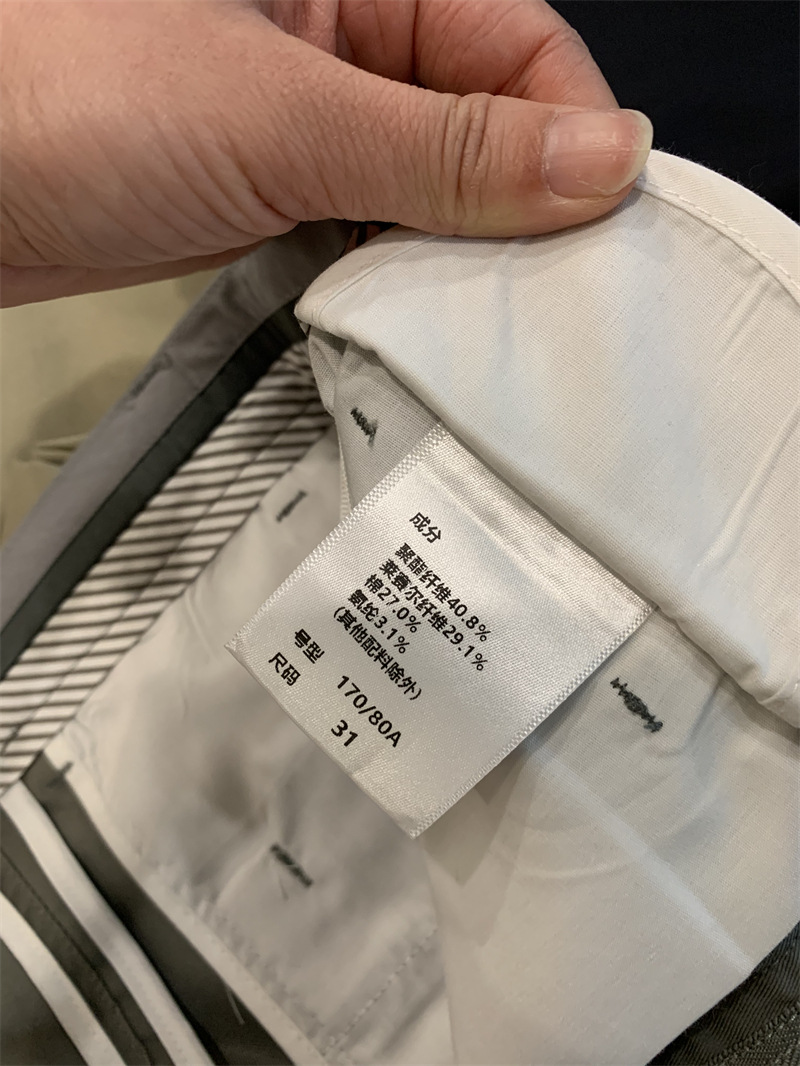 成分
聚酯纤维40.8%
莱赛尔纤维29.1%
棉27.0%
氨纶3.1%
(其他配料除外)
号型 170/80A
尺码 31